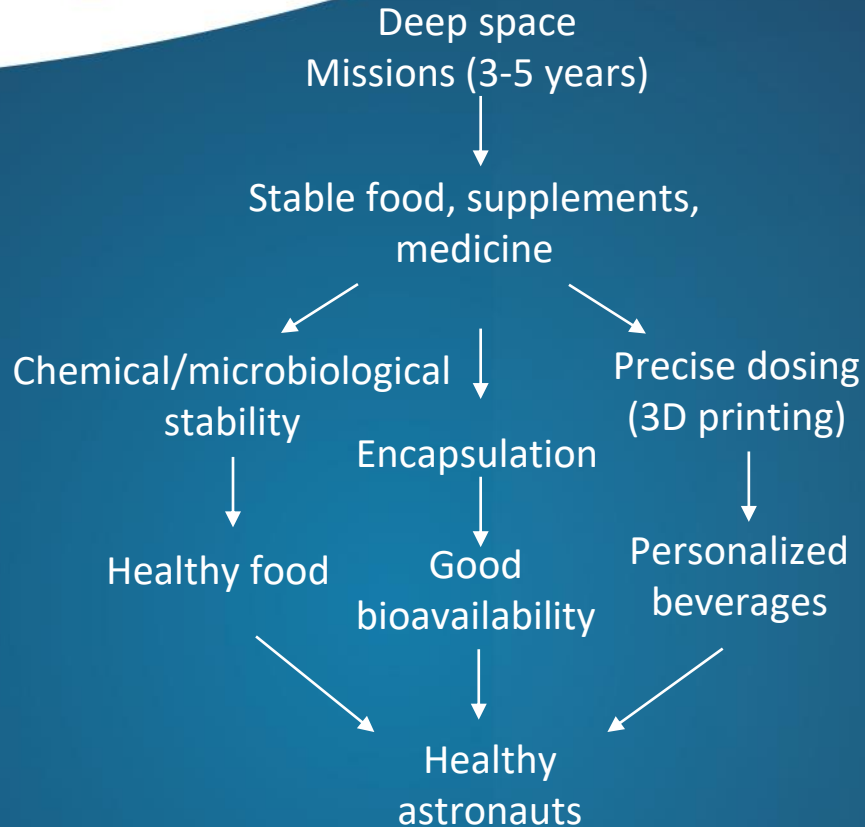 Deep space
Missions (3-5 years)
Stable food, supplements,
medicine
Chemical/microbiological
stability
Encapsulation
Precise dosing
(3D printing)
Healthy food
Good
bioavailability
Personalized
beverages
Healthy
astronauts